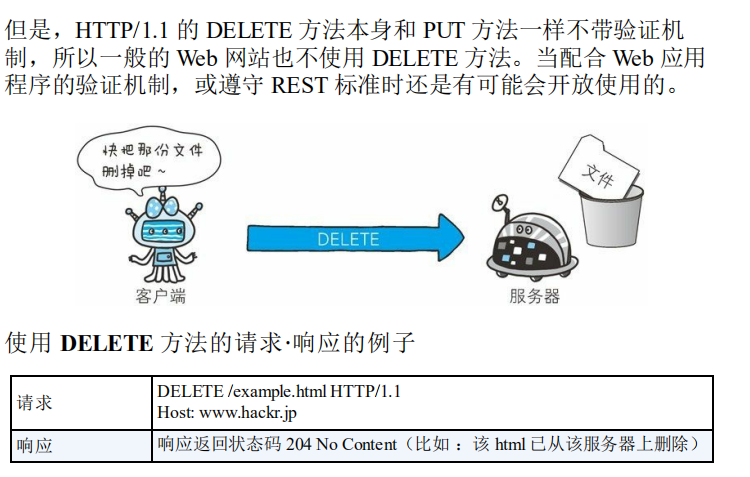 但是，HTTP/1.1 的 DELETE 方法本身和 PUT 方法一样不带验证机
制，所以一般的 Web 网站也不使用 DELETE 方法。当配合 Web 应用
程序的验证机制，或遵守 REST 标准时还是有可能会开放使用的。
快把那份文件
删掉吧～
文件
DELETE
客户端
服务器
使用 DELETE 方法的请求·响应的例子
请求
DELETE /example.html HTTP/1.1
Host: www.hackr.jp
响应
响应返回状态码 204 No Content（比如 ：该 html 已从该服务器上删除）